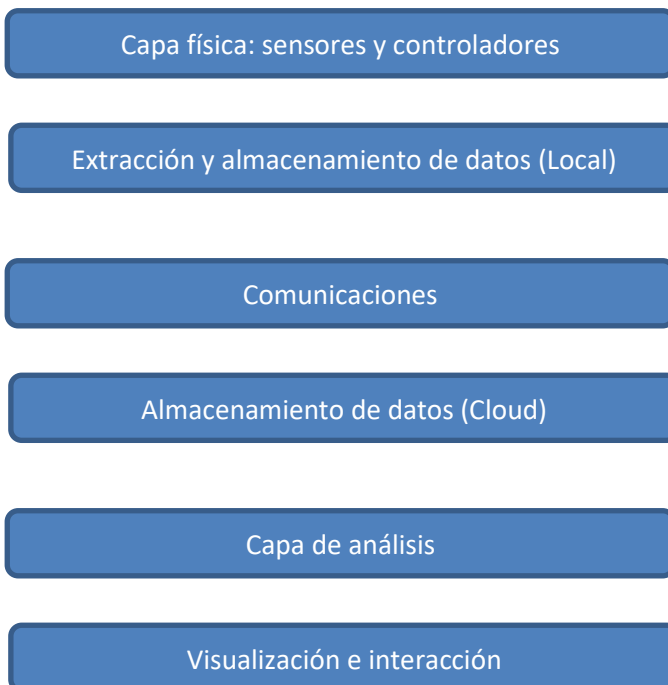 Capa física: sensores y controladores
Extracción y almacenamiento de datos (Local)
Comunicaciones
Almacenamiento de datos (Cloud)
Capa de análisis
Visualización e interacción